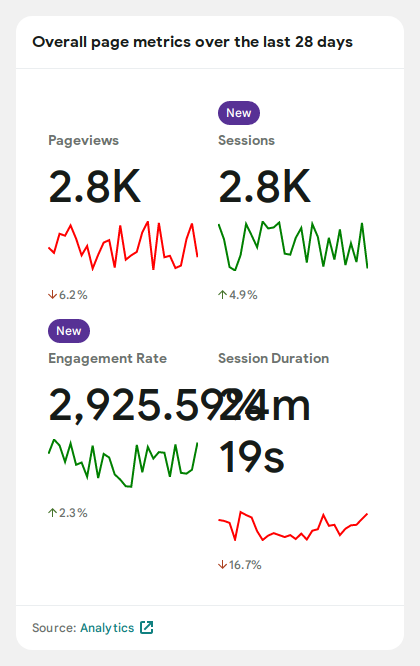 Overall page metrics over the last 28 days
New
Pageviews
Sessions
2.8K
2.8K
6.2%
4.9%
New
Engagement Rate
Session Duration
2,925.59%
24m
19s
2.3%
16.7%
Source: Analytics